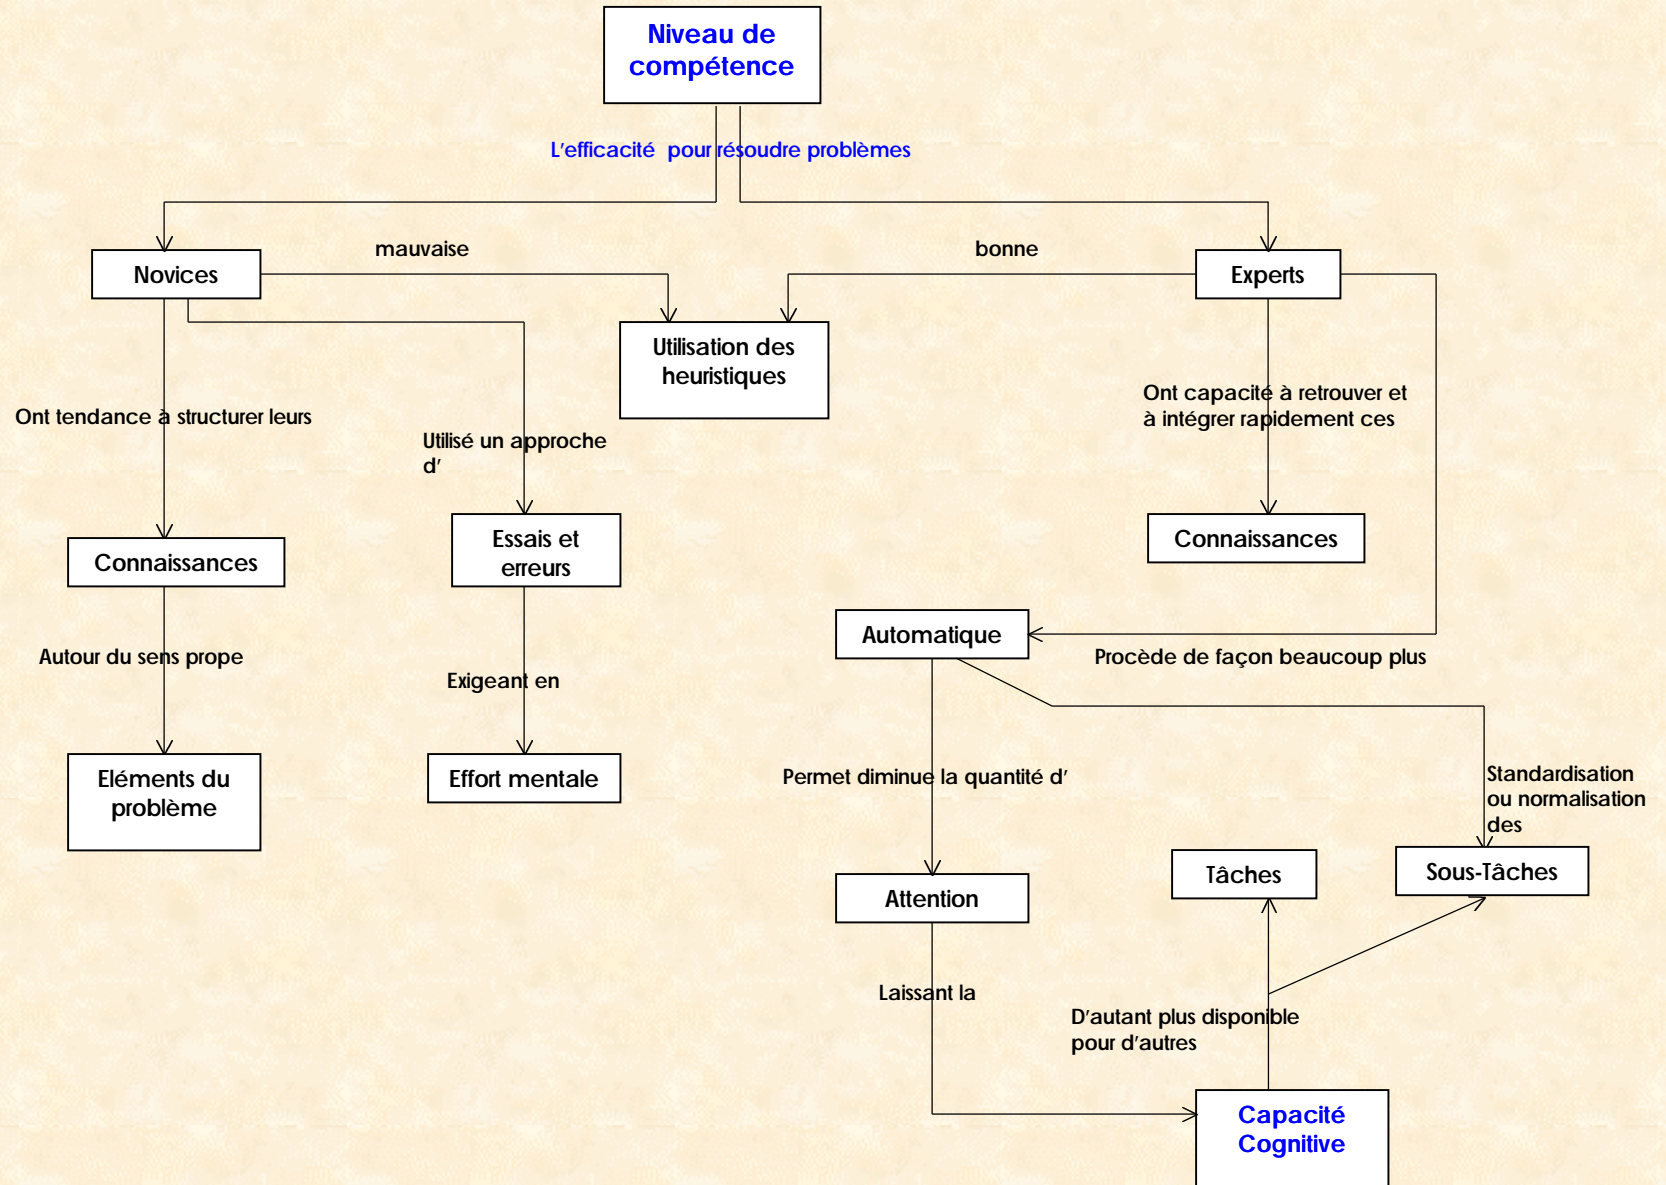 Niveau de
compétence
L'efficacité  pour résoudre problèmes
mauvaise
bonne
Novices
Experts
Utilisation des
heuristiques
Ont tendance à structurer leurs
Utilisé un approche
d'
Ont capacité à retrouver et
à intégrer rapidement ces
Connaissances
Essais et
erreurs
Connaissances
Automatique
Autour du sens prope
Exigeant en
Procède de façon beaucoup plus
Eléments du
problème
Effort mentale
Permet diminue la quantité d'
Standardisation
ou normalisation
des
Attention
Tâches
Sous-Tâches
Laissant la
D'autant plus disponible
pour d'autres
Capacité
Cognitive